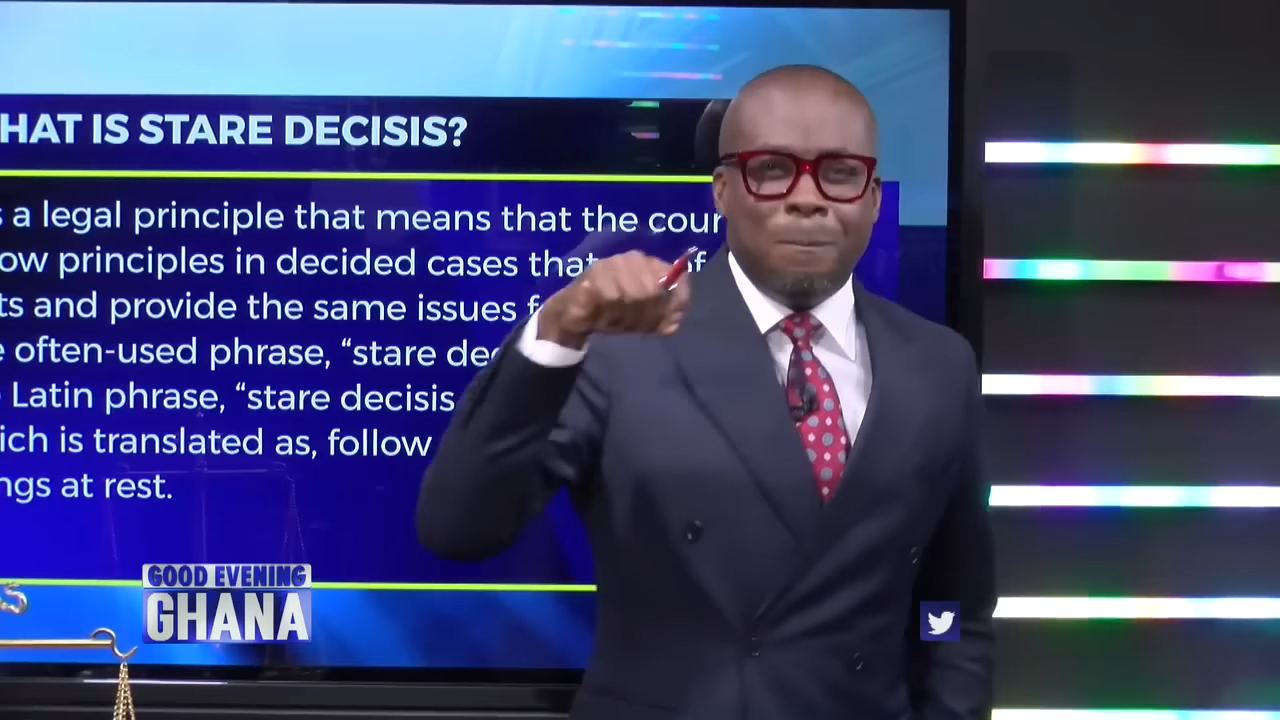 HAT IS STARE DECISIS?
s a legal principle that means that the cour
ow principles in decided cases that of
ts and provide the same issues f
e often-used phrase, “stare dec
Latin phrase, “stare decisis
ich is translated as, follow
ngs at rest.
GOOD EVENING
GHANA